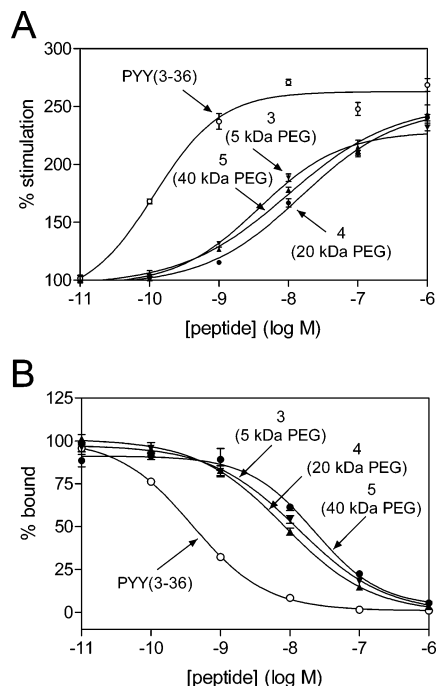 A
300
250
200
150
100
% stimulation
PYY(3-36)
3
(5 kDa PEG)
5
(40 kDa PEG)
4
(20 kDa PEG)
-11
-10
-9
-8
-7
-6
[peptide] (log M)
B
125
100
75
50
25
0
% bound
3
(5 kDa PEG)
4
(20 kDa PEG)
5
(40 kDa PEG)
PYY(3-36)
-11
-10
-9
-8
-7
-6
[peptide] (log M)